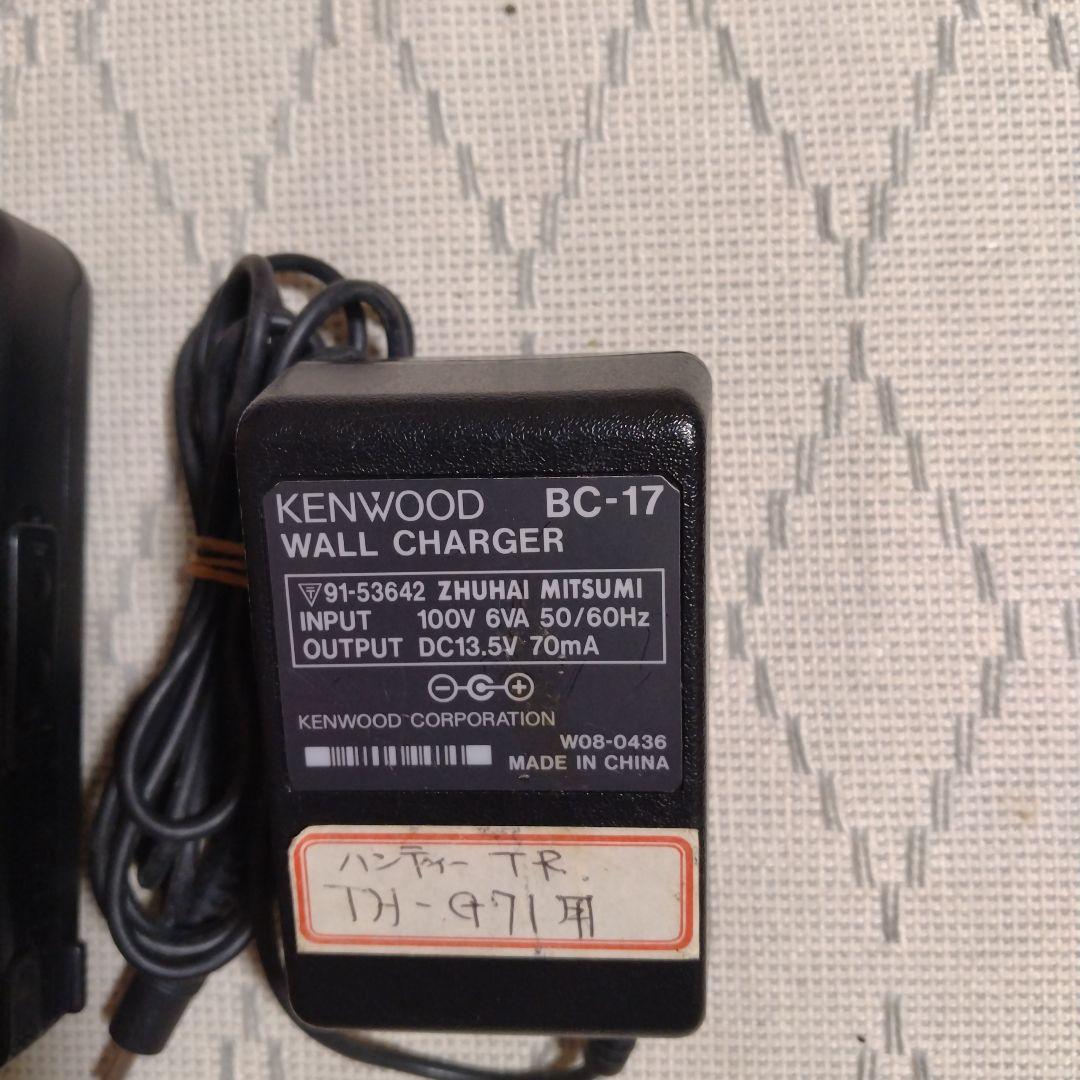 KENWOOD BC-17
WALL CHARGER
91-53642 ZHUHAI MITSUMI
INPUT 100V 6VA 50/60Hz
OUTPUT DC13.5V 70mA
KENWOOD CORPORATION
W08-0436
MADE IN CHINA
ハンディー TR.
TH-G71用